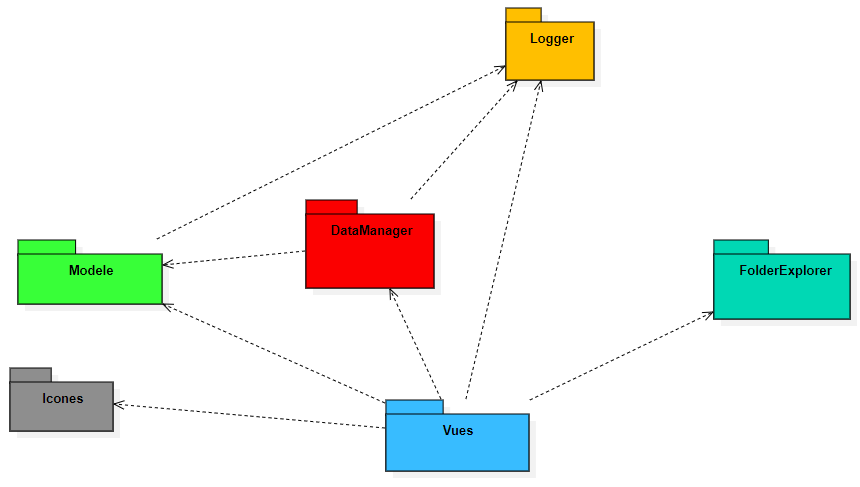 Logger
DataManager
Modele
FolderExplorer
Icones
Vues